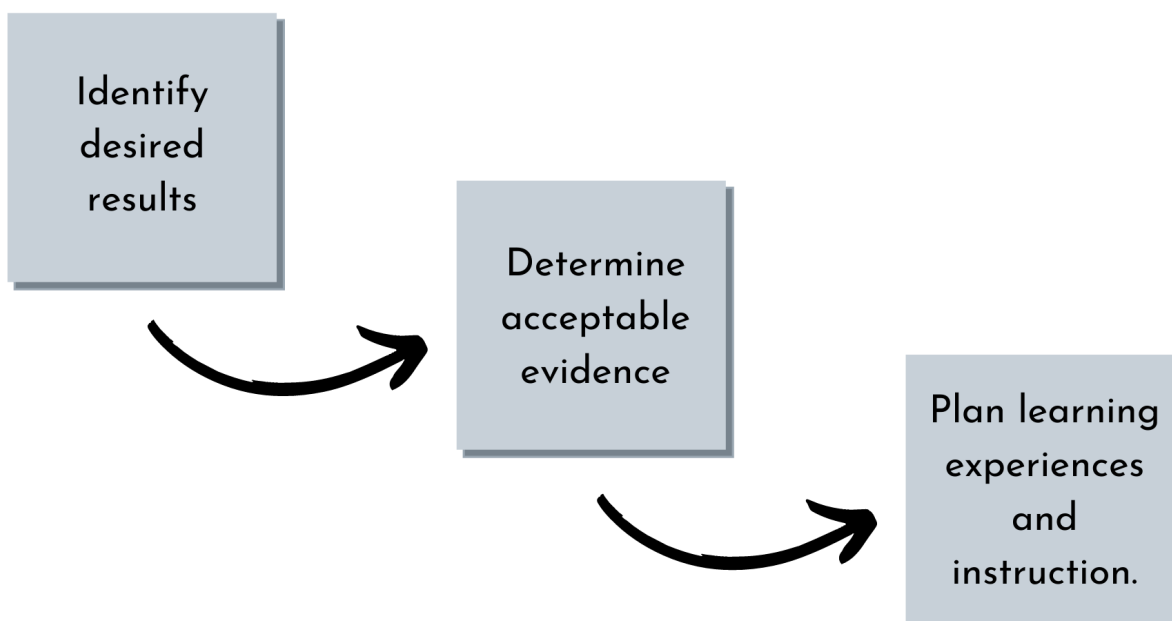 Identify
desired
results
Determine
acceptable
evidence
Plan learning
experiences
and
instruction.